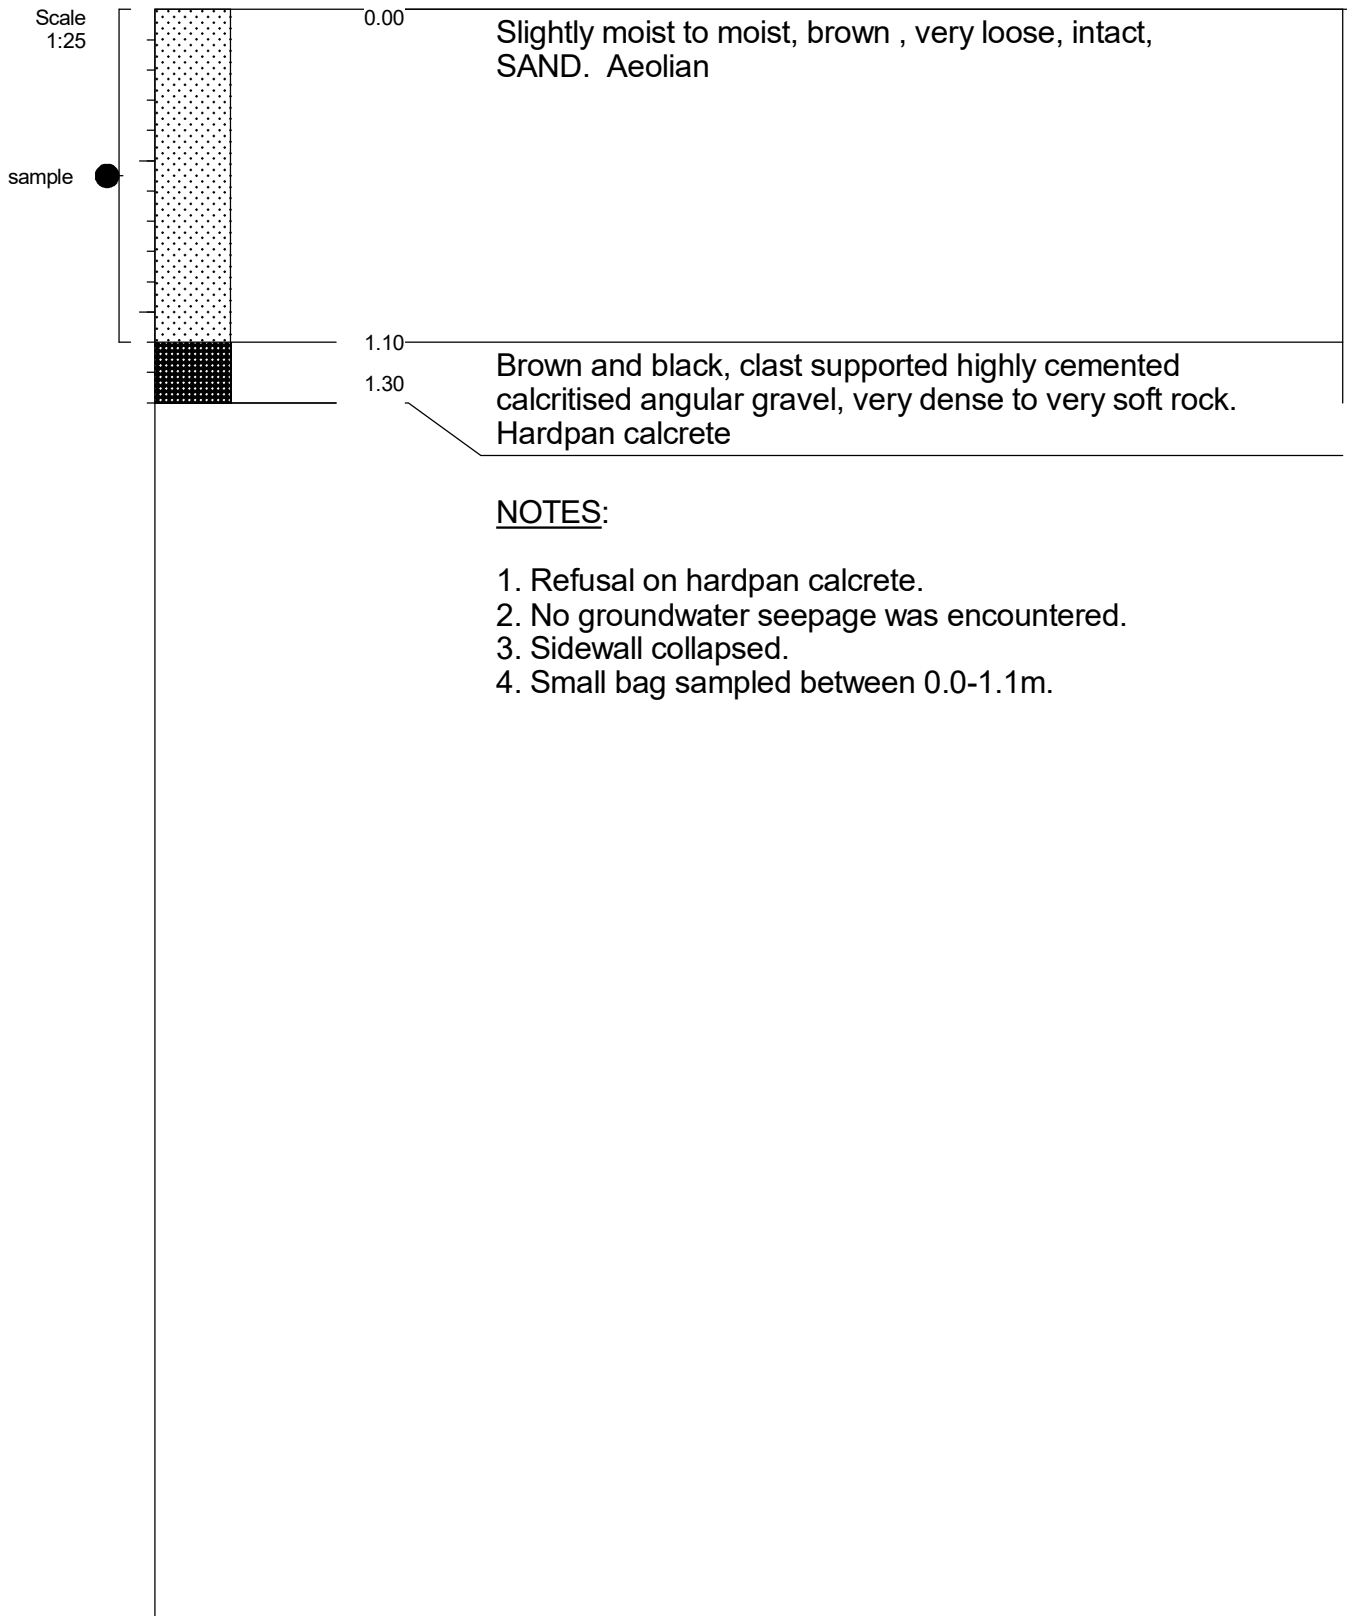 Scale
1:25
0.00
Slightly moist to moist, brown , very loose, intact,
SAND.  Aeolian
sample
1.10
Brown and black, clast supported highly cemented
calcritised angular gravel, very dense to very soft rock.
Hardpan calcrete
1.30
NOTES:
1. Refusal on hardpan calcrete.
2. No groundwater seepage was encountered.
3. Sidewall collapsed.
4. Small bag sampled between 0.0-1.1m.